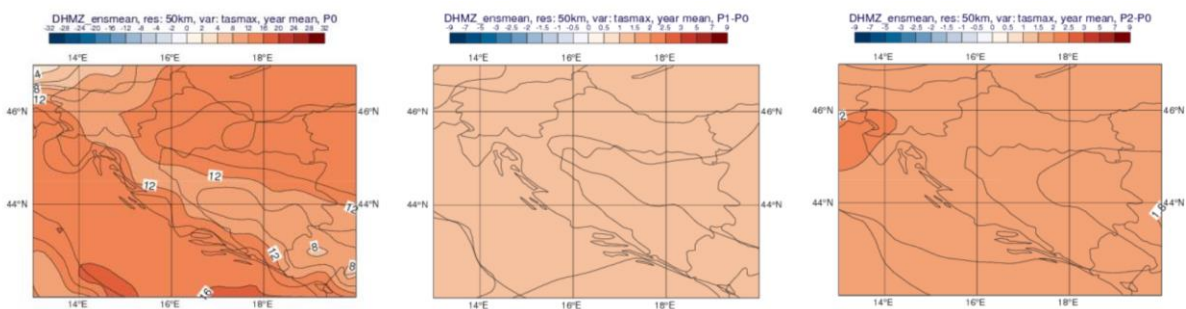 DHMZ_ensmean, res: 50km, var: tasmax, year mean, P0
-32 -28 -24 -20 -16 -12 -8 -4 -2 0 2 4 8 12 16 20 24 28 32
14°E 16°E 18°E
4
8
12
46°N 46°N
12
12
12
44°N 44°N
8
12
8
16
14°E 16°E 18°E
DHMZ_ensmean, res: 50km, var: tasmax, year mean, P1-P0
-9 -7 -5 -3 -2.5 -2 -1.5 -1 -0.5 0 0.5 1 1.5 2 2.5 3 5 7 9
14°E 16°E 18°E
46°N 46°N
44°N 44°N
14°E 16°E 18°E
DHMZ_ensmean, res: 50km, var: tasmax, year mean, P2-P0
-9 -7 -5 -3 -2.5 -2 -1.5 -1 -0.5 0 0.5 1 1.5 2 2.5 3 5 7 9
14°E 16°E 18°E
46°N 46°N
2
44°N 44°N
1.8
14°E 16°E 18°E